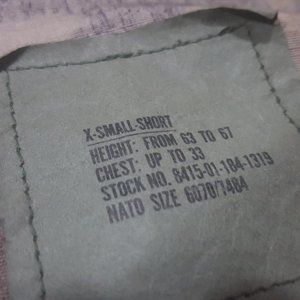 X-SMALL-SHORT
HEIGHT: FROM 63 TO 67
CHEST: UP TO 33
STOCK NO. 8415-01-184-1319
NATO SIZE 6070/7484